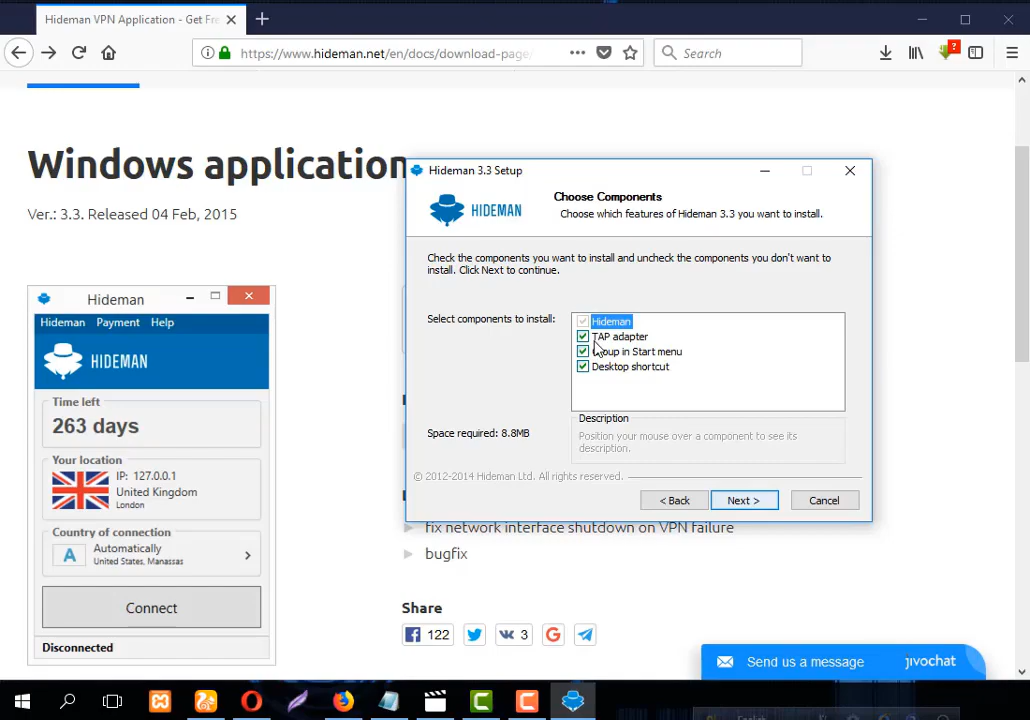 Hideman VPN Application - Get Fre
https://www.hideman.net/en/docs/download-page/
Search
?
Windows application
Ver.: 3.3. Released 04 Feb, 2015
Hideman
Hideman Payment Help
HIDEMAN
Time left
263 days
Your location
IP: 127.0.0.1
United Kingdom
London
Country of connection
A
Automatically
United States, Manassas
Connect
Disconnected
Hideman 3.3 Setup
HIDEMAN
Choose Components
Choose which features of Hideman 3.3 you want to install.
Check the components you want to install and uncheck the components you don't want to
install. Click Next to continue.
Select components to install:
Hideman
TAP adapter
Group in Start menu
Desktop shortcut
Space required: 8.8MB
Description
Position your mouse over a component to see its
description.
© 2012-2014 Hideman Ltd. All rights reserved.
< Back
Next >
Cancel
fix network interface shutdown on VPN failure
bugfix
Share
122
3
Send us a message
jivochat